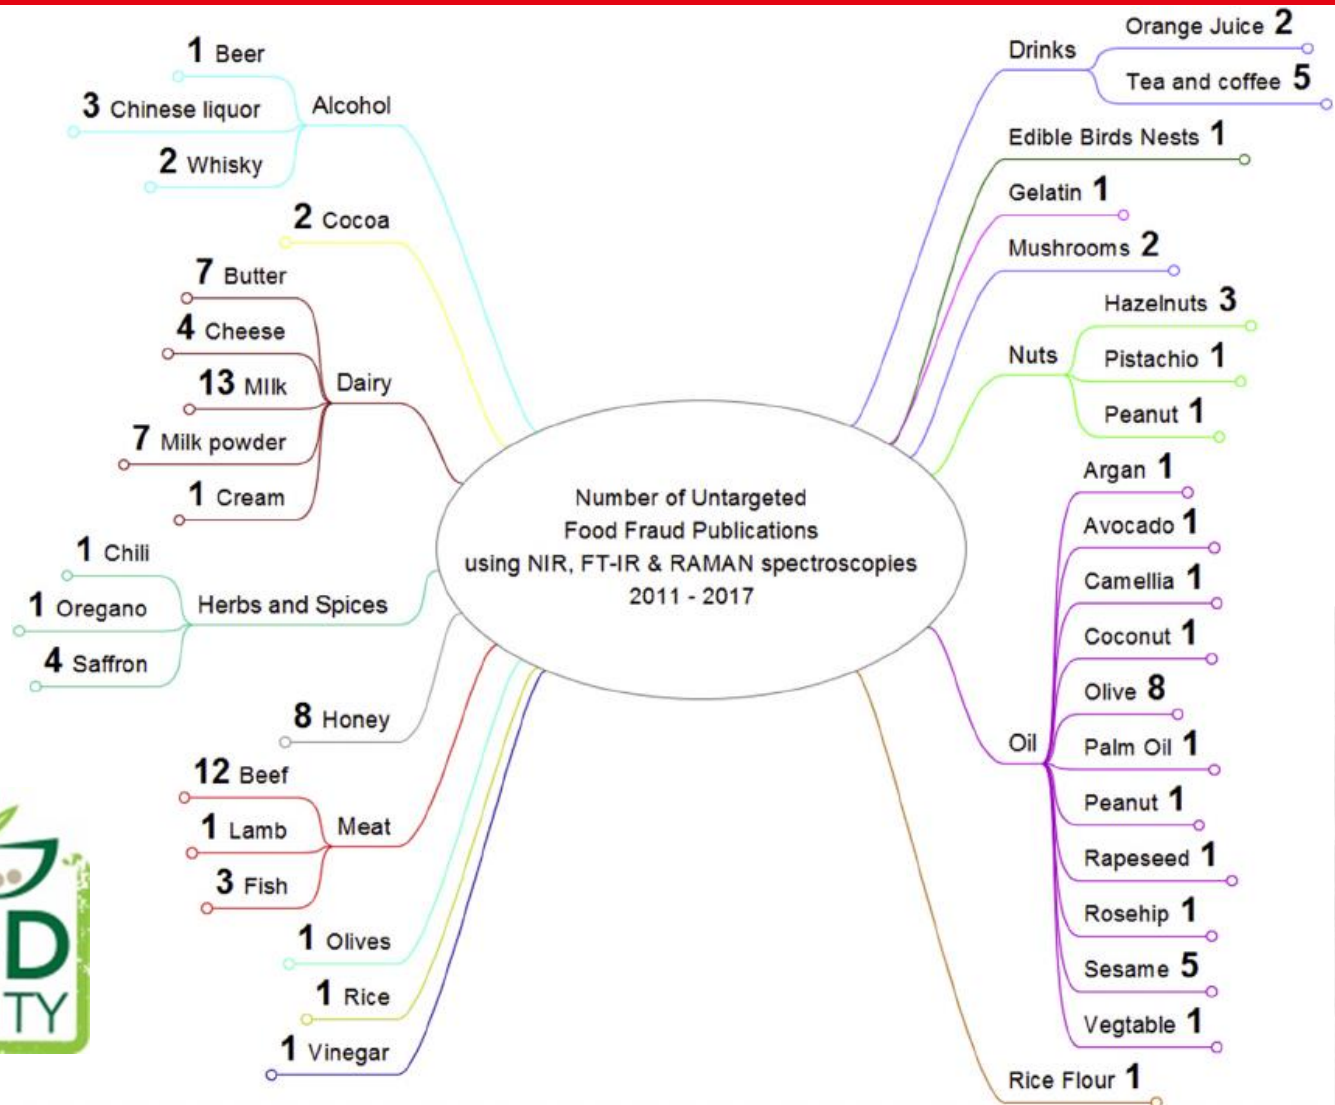 1 Beer
3 Chinese liquor
2 Whisky
Alcohol
2 Cocoa
7 Butter
4 Cheese
13 MIlk
7 Milk powder
1 Cream
Dairy
1 Chili
1 Oregano
4 Saffron
Herbs and Spices
8 Honey
12 Beef
1 Lamb
3 Fish
Meat
1 Olives
1 Rice
1 Vinegar
Number of Untargeted
Food Fraud Publications
using NIR, FT-IR & RAMAN spectroscopies
2011 - 2017
Drinks
Orange Juice 2
Tea and coffee 5
Edible Birds Nests 1
Gelatin 1
Mushrooms 2
Nuts
Hazelnuts 3
Pistachio 1
Peanut 1
Oil
Argan 1
Avocado 1
Camellia 1
Coconut 1
Olive 8
Palm Oil 1
Peanut 1
Rapeseed 1
Rosehip 1
Sesame 5
Vegtable 1
Rice Flour 1
D
TY